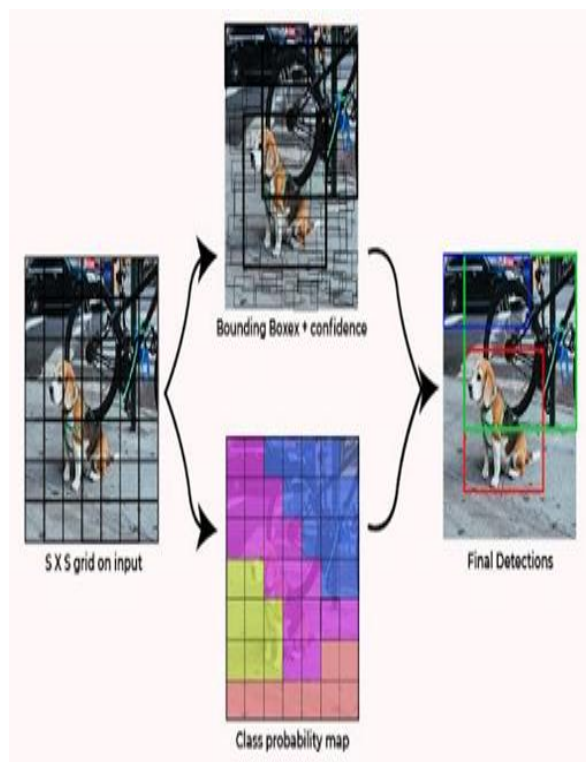 Bounding Boxex + confidence
S X S grid on input
Final Detections
Class probability map